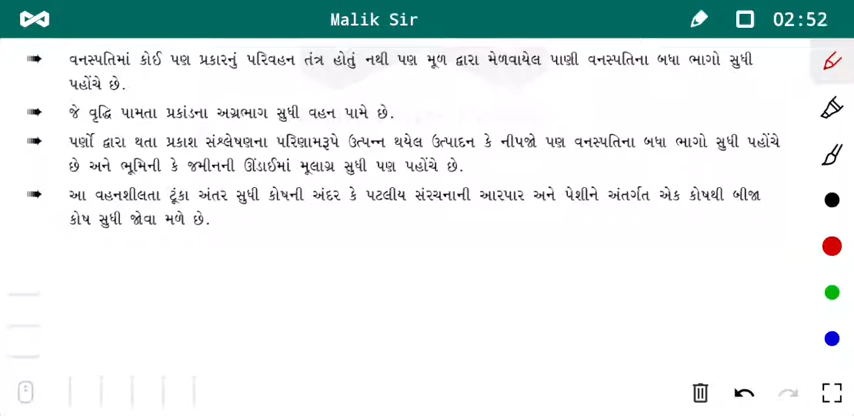 Malik Sir
02:52
➠ વનસ્પતિમાં કોઈ પણ પ્રકારનું પરિવહન તંત્ર હોતું નથી પણ મૂળ દ્વારા મેળવાયેલ પાણી વનસ્પતિના બધા ભાગો સુધી
પહોંચે છે.
➠ જે વૃદ્ધિ પામતા પ્રકાંડના અગ્રભાગ સુધી વહન પામે છે.
➠ પર્ણો દ્વારા થતા પ્રકાશ સંશ્લેષણના પરિણામરૂપે ઉત્પન્ન થયેલ ઉત્પાદન કે નીપજો પણ વનસ્પતિના બધા ભાગો સુધી પહોંચે
છે અને ભૂમિની કે જમીનની ઊંડાઈમાં મૂલાગ્ર સુધી પણ પહોંચે છે.
➠ આ વહનશીલતા ટૂંકા અંતર સુધી કોષની અંદર કે પટલીય સંરચનાની આરપાર અને પેશીને અંતર્ગત એક કોષથી બીજા
કોષ સુધી જોવા મળે છે.